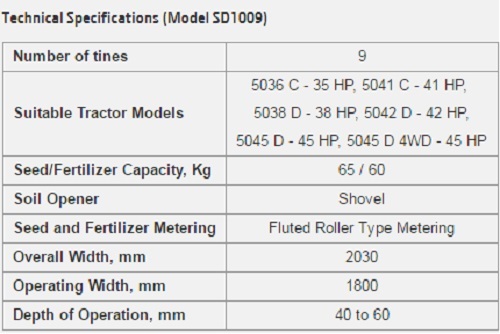 Technical Specifications (Model SD1009)
Number of tines 9
Suitable Tractor Models 5036 C - 35 HP, 5041 C - 41 HP,
5038 D - 38 HP, 5042 D - 42 HP,
5045 D - 45 HP, 5045 D 4WD - 45 HP
Seed/Fertilizer Capacity, Kg 65 / 60
Soil Opener Shovel
Seed and Fertilizer Metering Fluted Roller Type Metering
Overall Width, mm 2030
Operating Width, mm 1800
Depth of Operation, mm 40 to 60